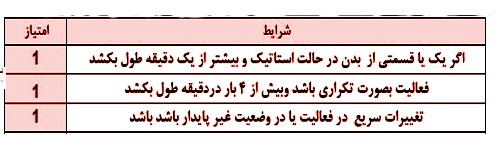 شرایط امتیاز
اگر یک یا قسمتی از بدن در حالت استاتیک و بیشتر از یک دقیقه طول بکشد 1
فعالیت بصورت تکراری باشد وبیش از ۴ بار دردقیقه طول بکشد 1
تغییرات سریع در فعالیت یا در وضعیت غیر پایدار باشد باشد 1